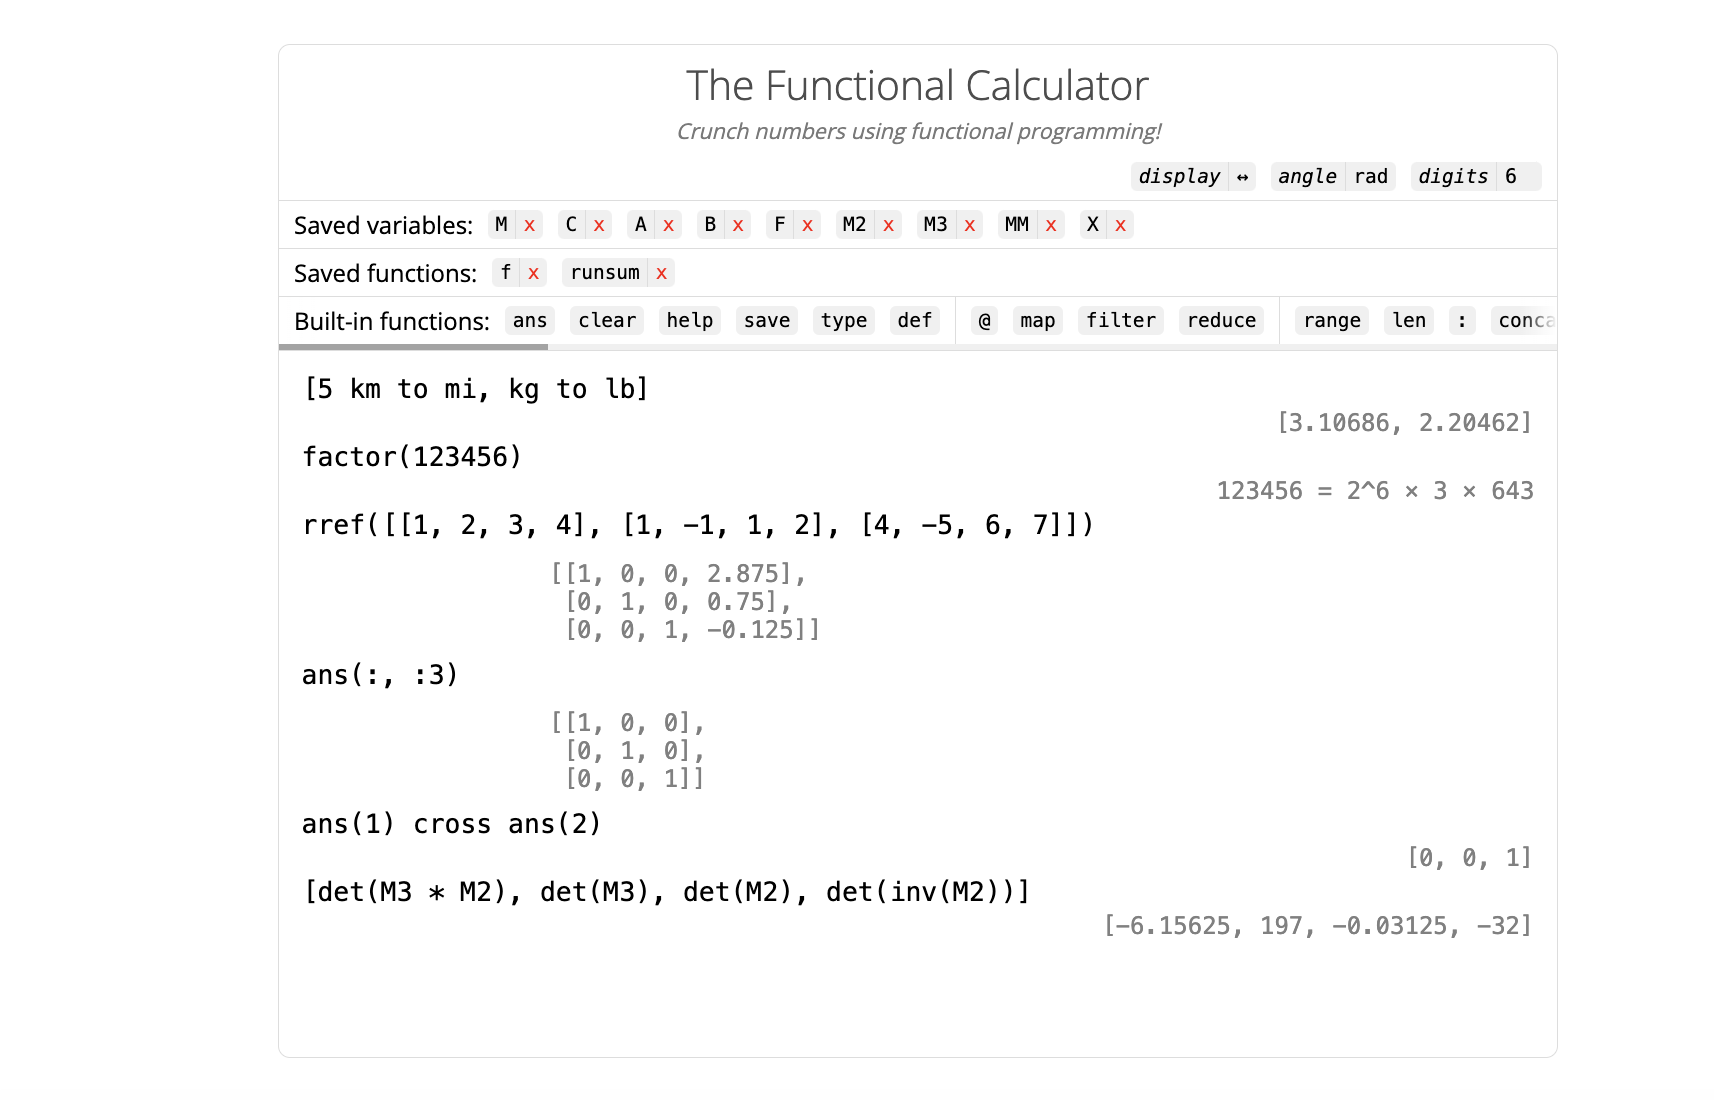 The Functional Calculator
Crunch numbers using functional programming!
display ↔ angle rad digits 6
Saved variables: M x C x A x B x F x M2 x M3 x MM x X x
Saved functions: f x runsum x
Built-in functions: ans clear help save type def @ map filter reduce range len : conca
[5 km to mi, kg to lb]
[3.10686, 2.20462]
factor(123456)
123456 = 2^6 × 3 × 643
rref([[1, 2, 3, 4], [1, −1, 1, 2], [4, −5, 6, 7]])
[[1, 0, 0, 2.875],
[0, 1, 0, 0.75],
[0, 0, 1, −0.125]]
ans(:, :3)
[[1, 0, 0],
[0, 1, 0],
[0, 0, 1]]
ans(1) cross ans(2)
[0, 0, 1]
[det(M3 * M2), det(M3), det(M2), det(inv(M2))]
[−6.15625, 197, −0.03125, −32]